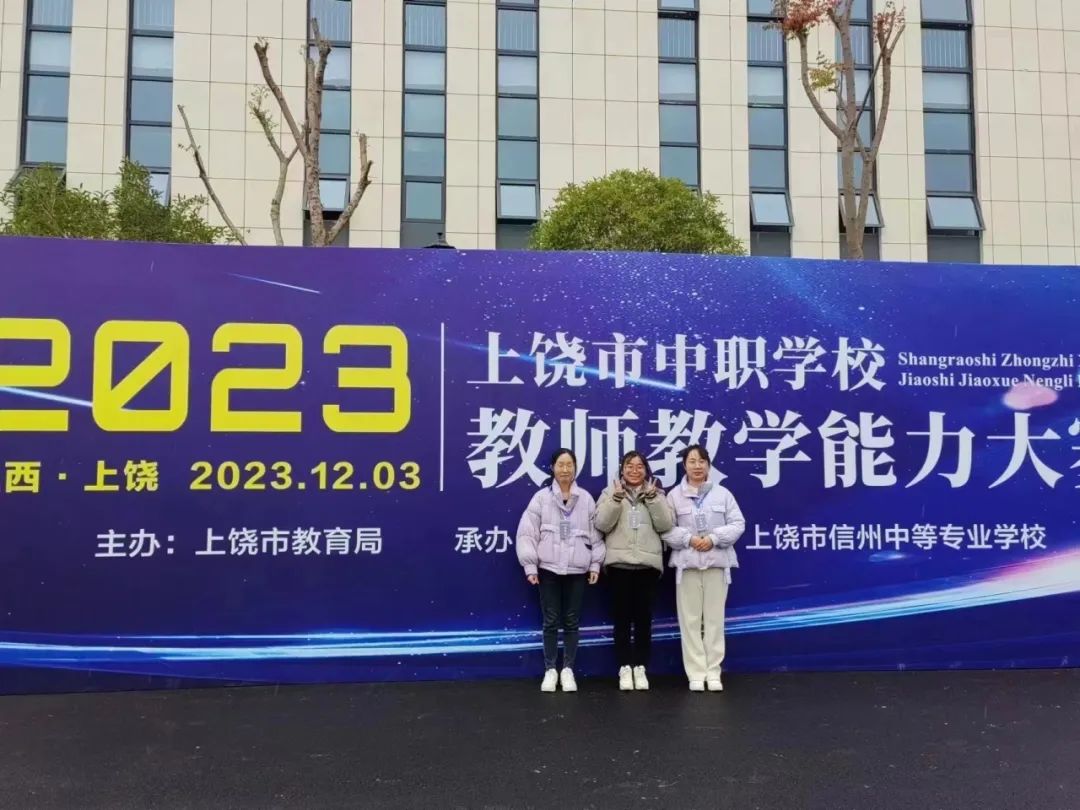 2023
上饶市中职学校
Shangraoshi Zhongzhi
Jiaoshi Jiaoxue Nengli
教师教学能力大赛
西·上饶 2023.12.03
主办：上饶市教育局
承办
上饶市信州中等专业学校